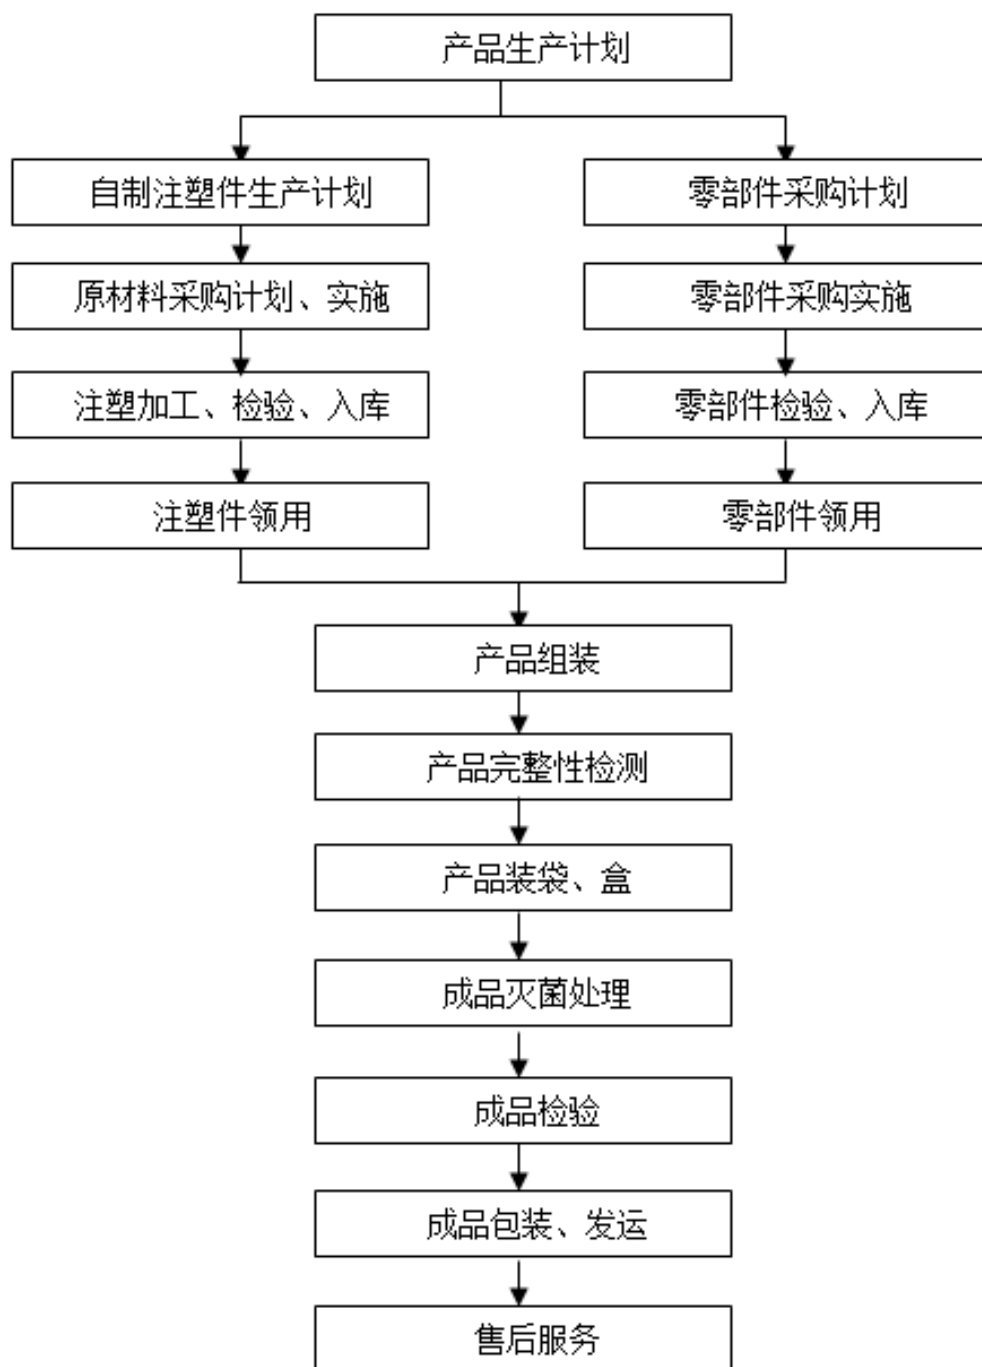 产品生产计划
自制注塑件生产计划
零部件采购计划
原材料采购计划、实施
零部件采购实施
注塑加工、检验、入库
零部件检验、入库
注塑件领用
零部件领用
产品组装
产品完整性检测
产品装袋、盒
成品灭菌处理
成品检验
成品包装、发运
售后服务